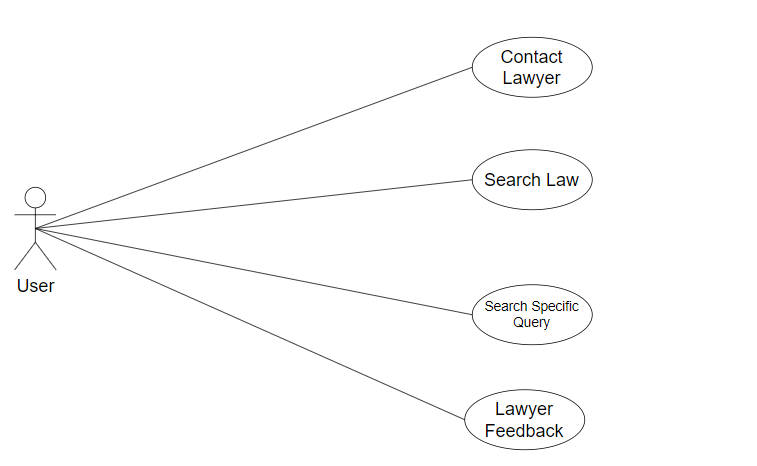 Contact
Lawyer
Search Law
User
Search Specific
Query
Lawyer
Feedback